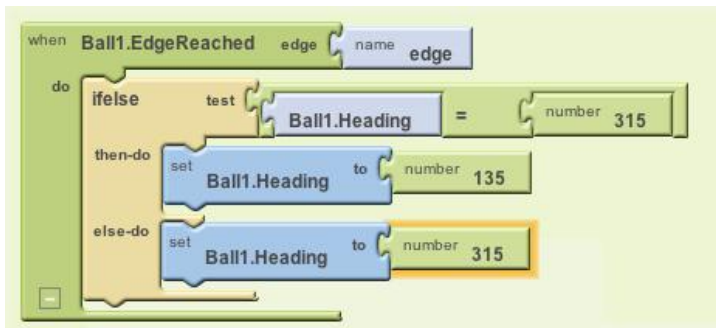 when Ball1.EdgeReached edge name edge
do ifelse test Ball1.Heading = number 315
then-do set Ball1.Heading to number 135
else-do set Ball1.Heading to number 315